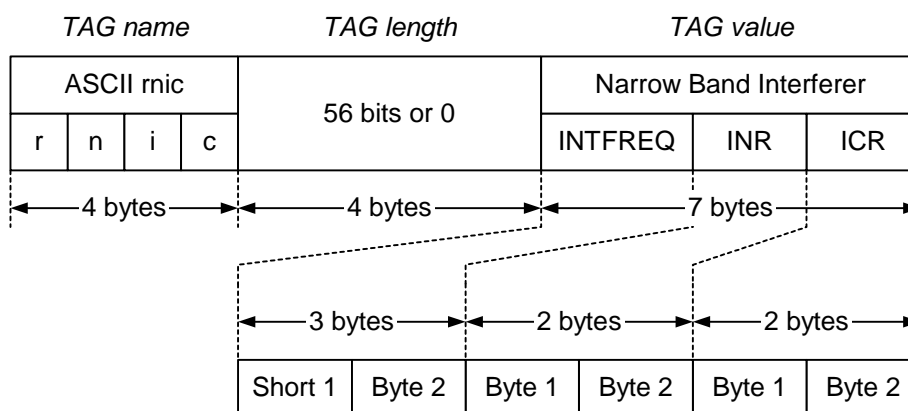 TAG name TAG length TAG value
ASCII rnic 56 bits or 0 Narrow Band Interferer
r n i c INTFREQ INR ICR
4 bytes 4 bytes 7 bytes
3 bytes 2 bytes 2 bytes
Short 1 Byte 2 Byte 1 Byte 2 Byte 1 Byte 2